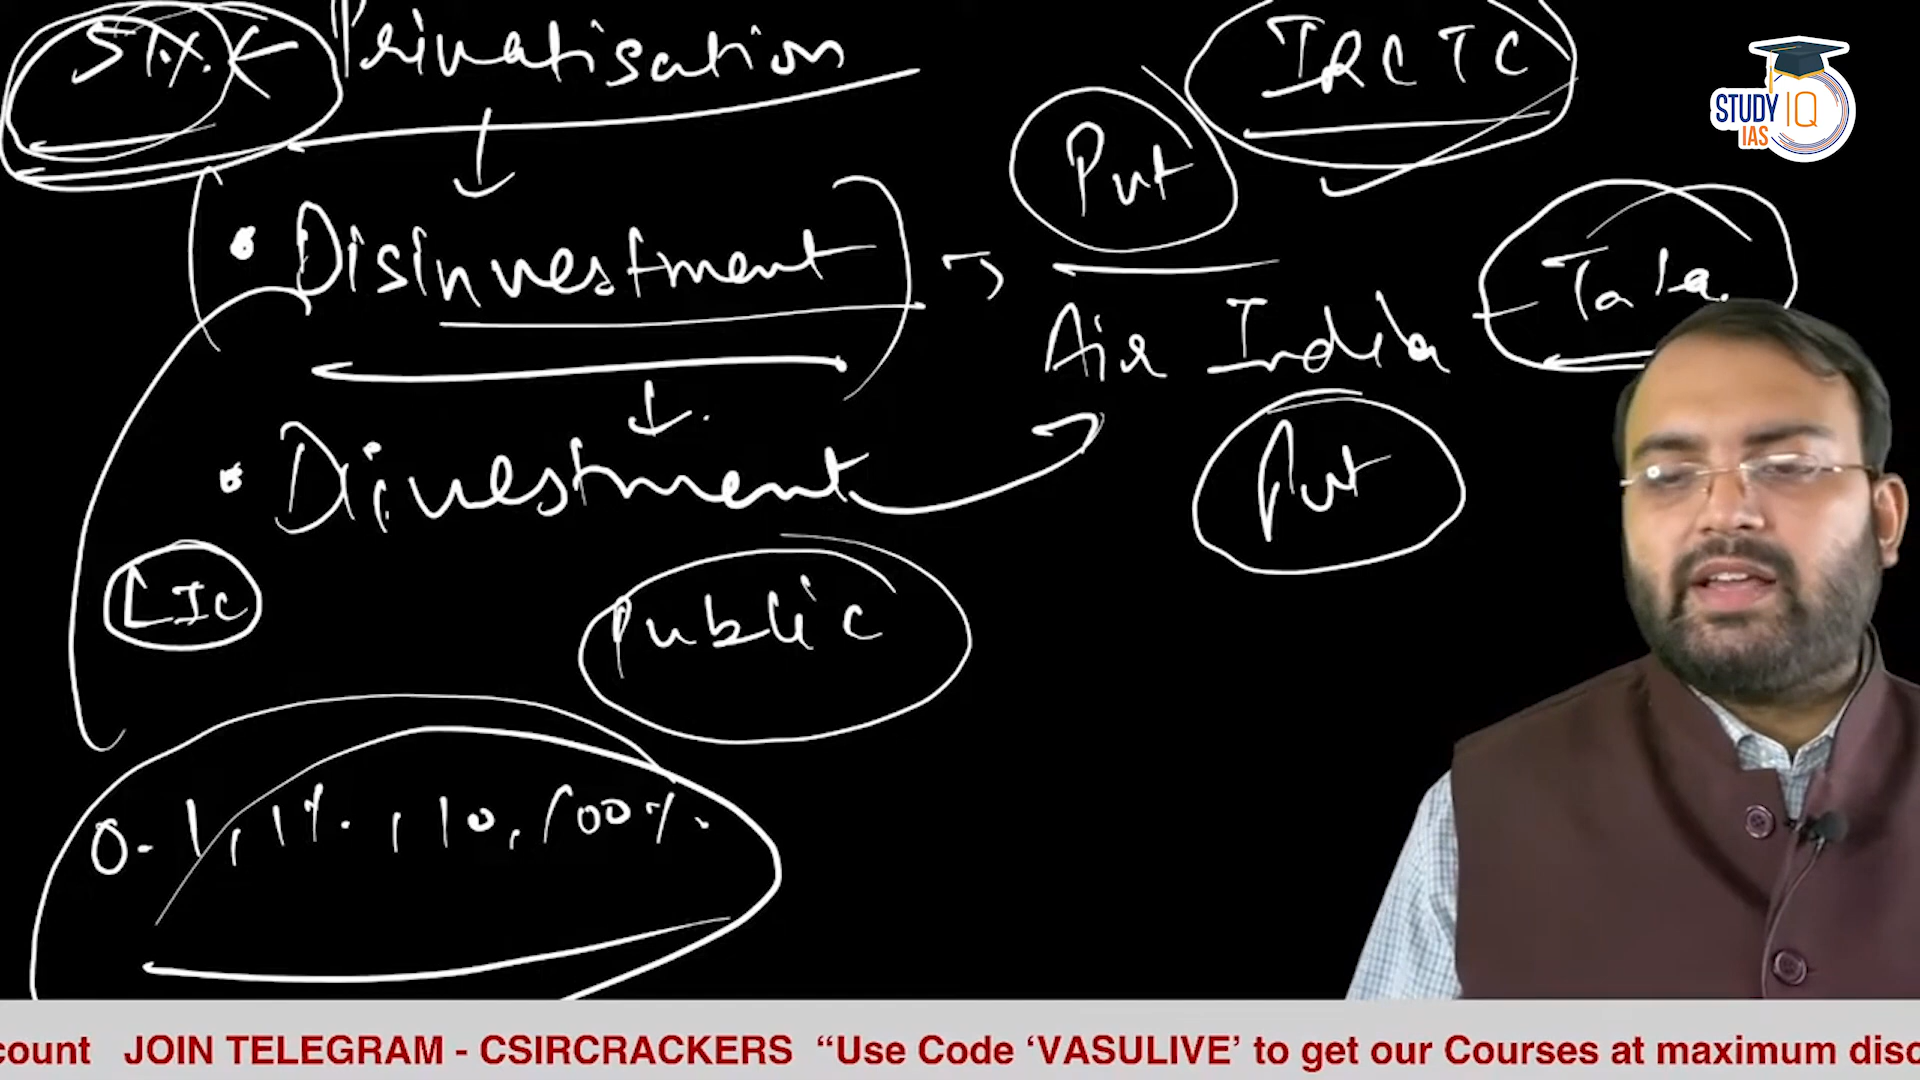 51% ← Privatisation
IRCTC
Put
• Disinvestment
Tata
Air India
• Divestment
Put
LIC
Public
0.1, 1%, 10, 100%.
STUDY IQ
IAS
count JOIN TELEGRAM - CSIRCRACKERS “Use Code ‘VASULIVE’ to get our Courses at maximum disc